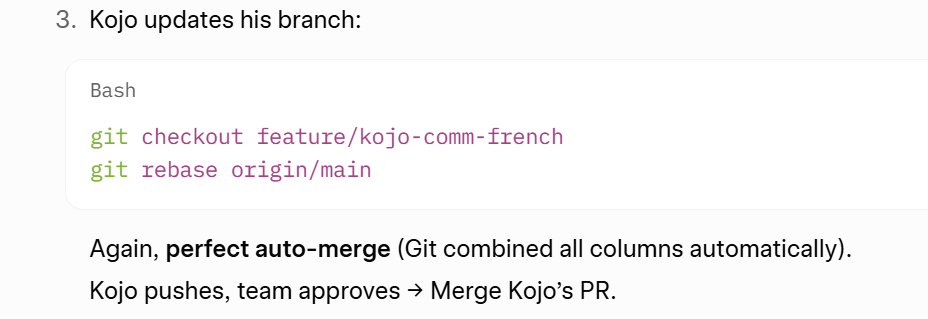 3. Kojo updates his branch:
Bash
git checkout feature/kojo-comm-french
git rebase origin/main
Again, perfect auto-merge (Git combined all columns automatically).
Kojo pushes, team approves → Merge Kojo’s PR.